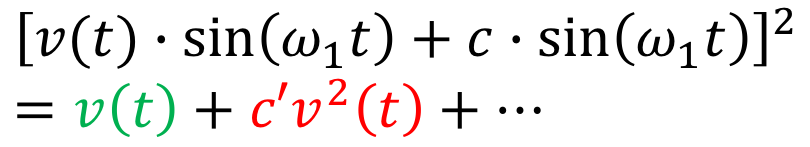 [v(t) · sin(ω₁t) + c · sin(ω₁t)]²
= v(t) + c′v²(t) + ⋯